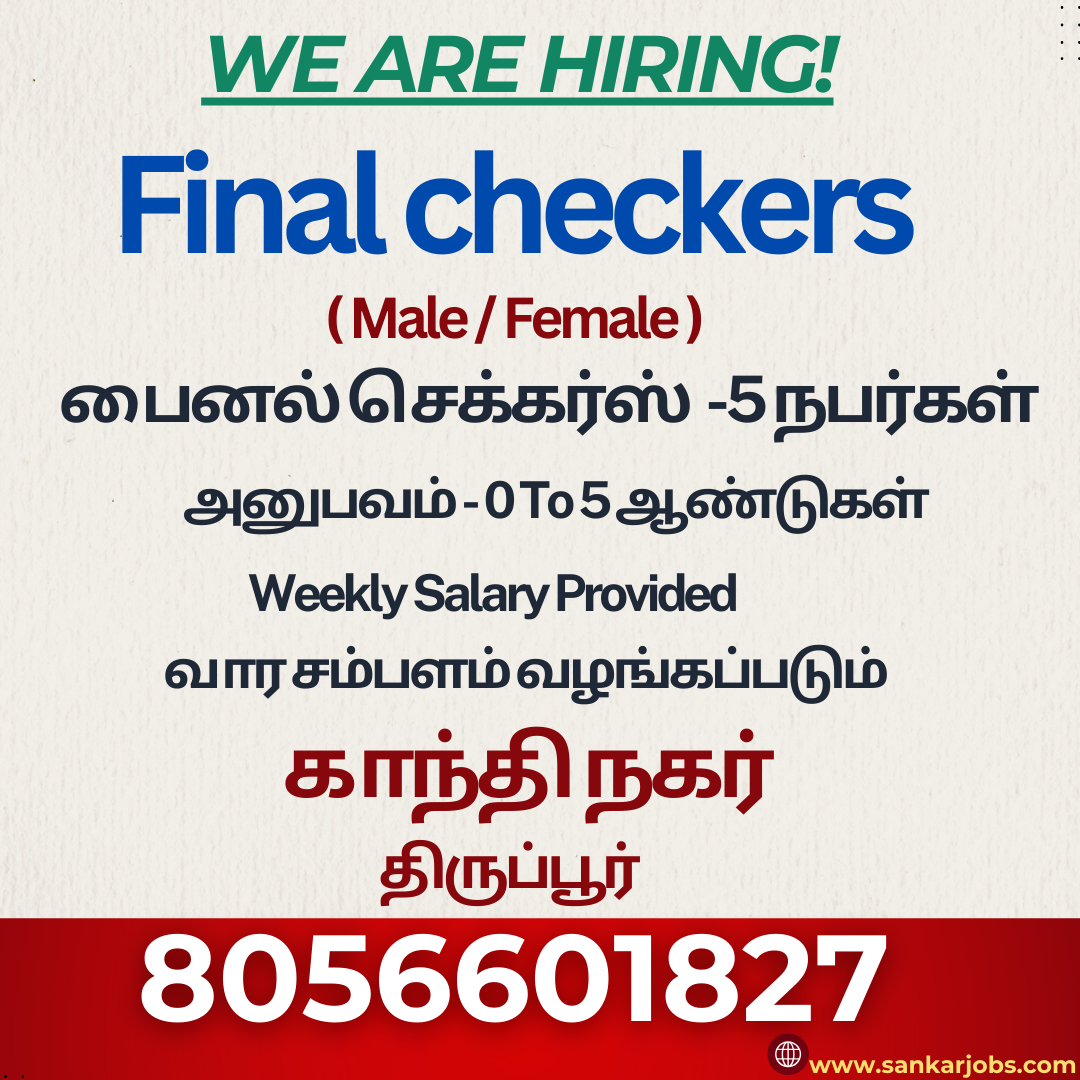 WE ARE HIRING!
Final checkers
( Male / Female )
பைனல் செக்கர்ஸ் -5 நபர்கள்
அனுபவம் - 0 To 5 ஆண்டுகள்
Weekly Salary Provided
வார சம்பளம் வழங்கப்படும்
காந்தி நகர்
திருப்பூர்
8056601827
www.sankarjobs.com